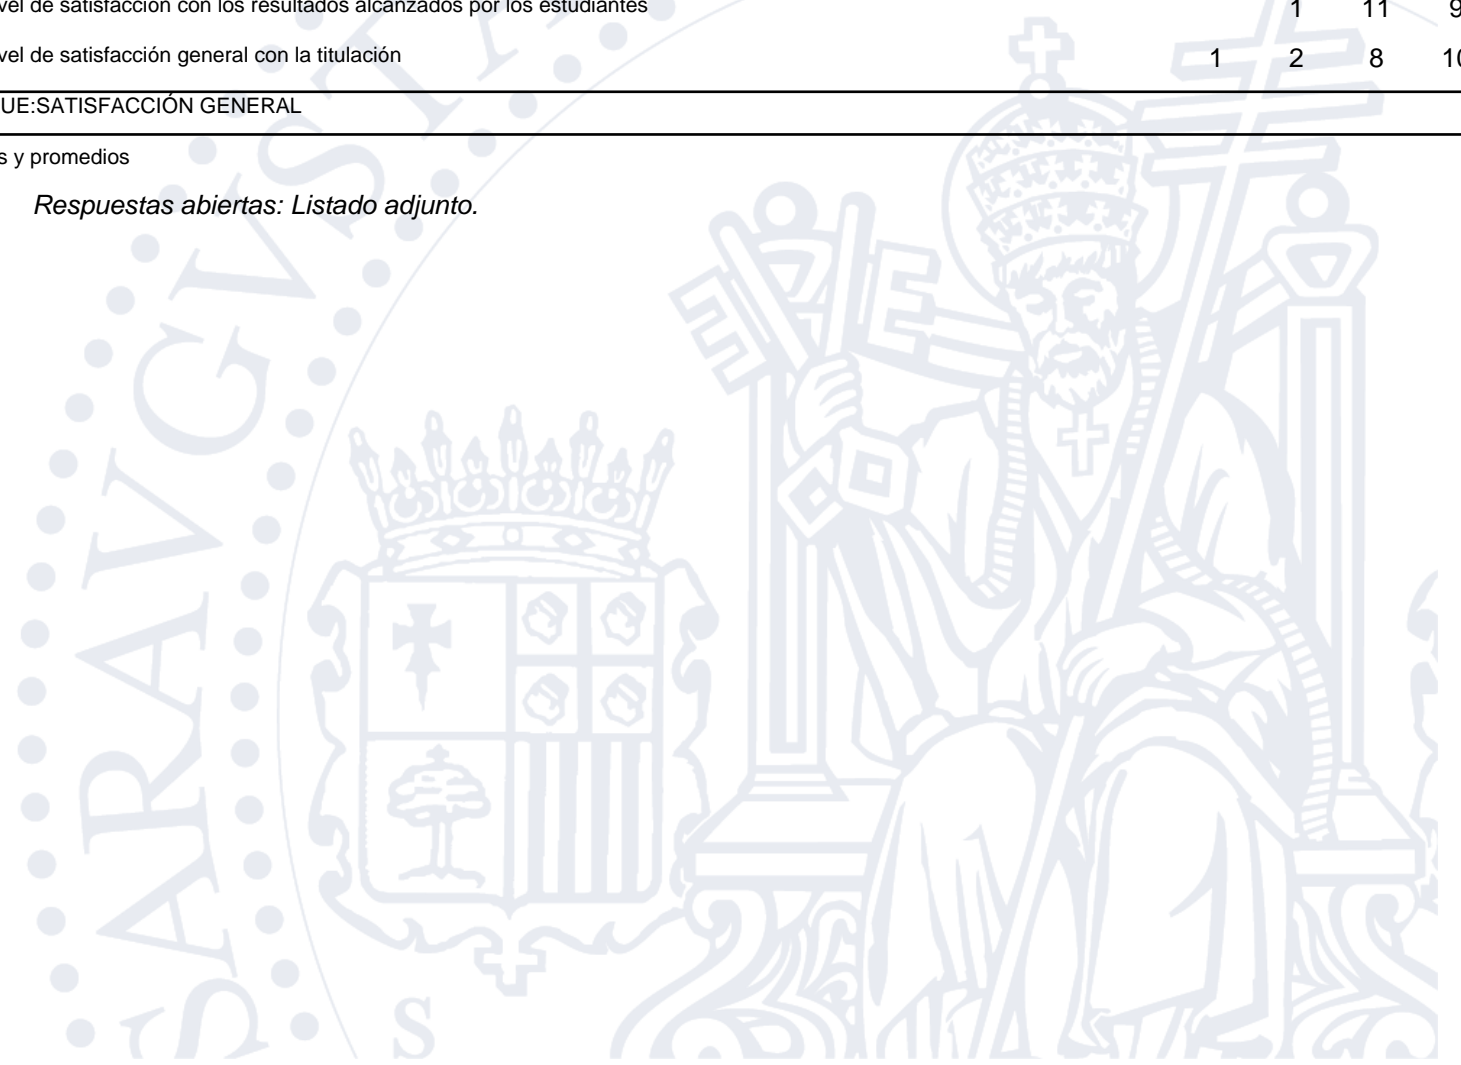 vel de satisfacción con los resultados alcanzados por los estudiantes 1 11 9
vel de satisfacción general con la titulación 1 2 8 10
UE:SATISFACCIÓN GENERAL
s y promedios
Respuestas abiertas: Listado adjunto.
SARAVGVSTA
S